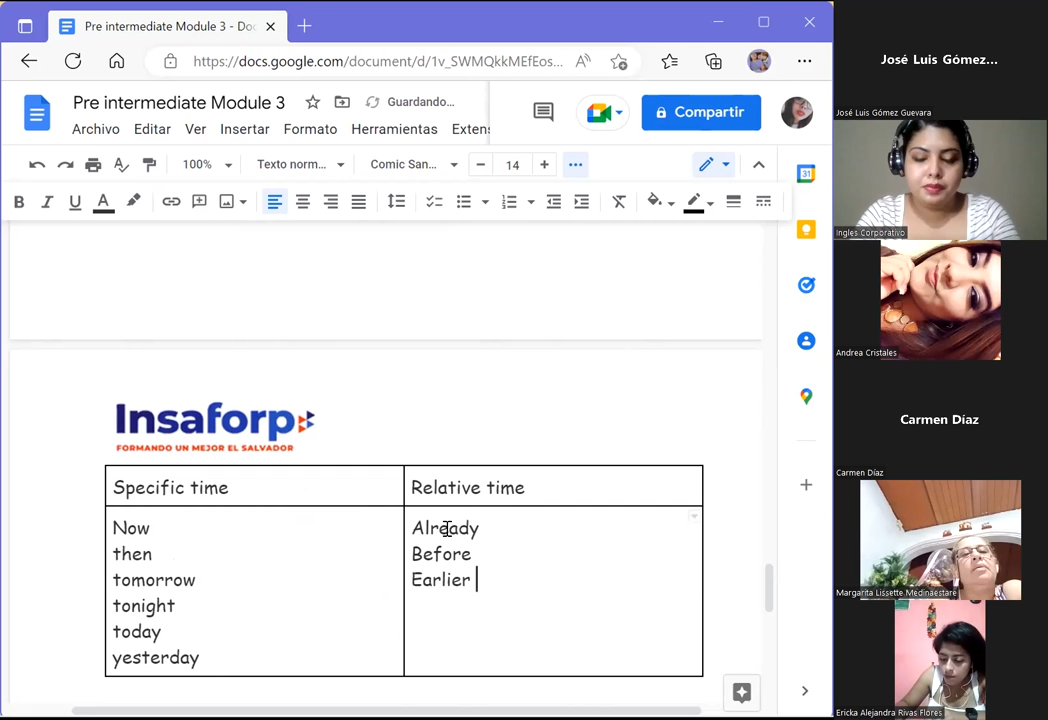 Pre intermediate Module 3 - Doc
https://docs.google.com/document/d/1v_SWMQkkMEfEos...
Pre intermediate Module 3
Guardando...
Compartir
Archivo Editar Ver Insertar Formato Herramientas Extens
100% Texto norm... Comic San... 14
B I U A
31
Insaforp
FORMANDO UN MEJOR EL SALVADOR
Specific time
Relative time
Now
then
tomorrow
tonight
today
yesterday
Already
Before
Earlier
José Luis Gómez...
José Luis Gómez Guevara
Ingles Corporativo
Andrea Cristales
Carmen Díaz
Carmen Díaz
Margarita Lissette Medinaestare
Ericka Alejandra Rivas Flores